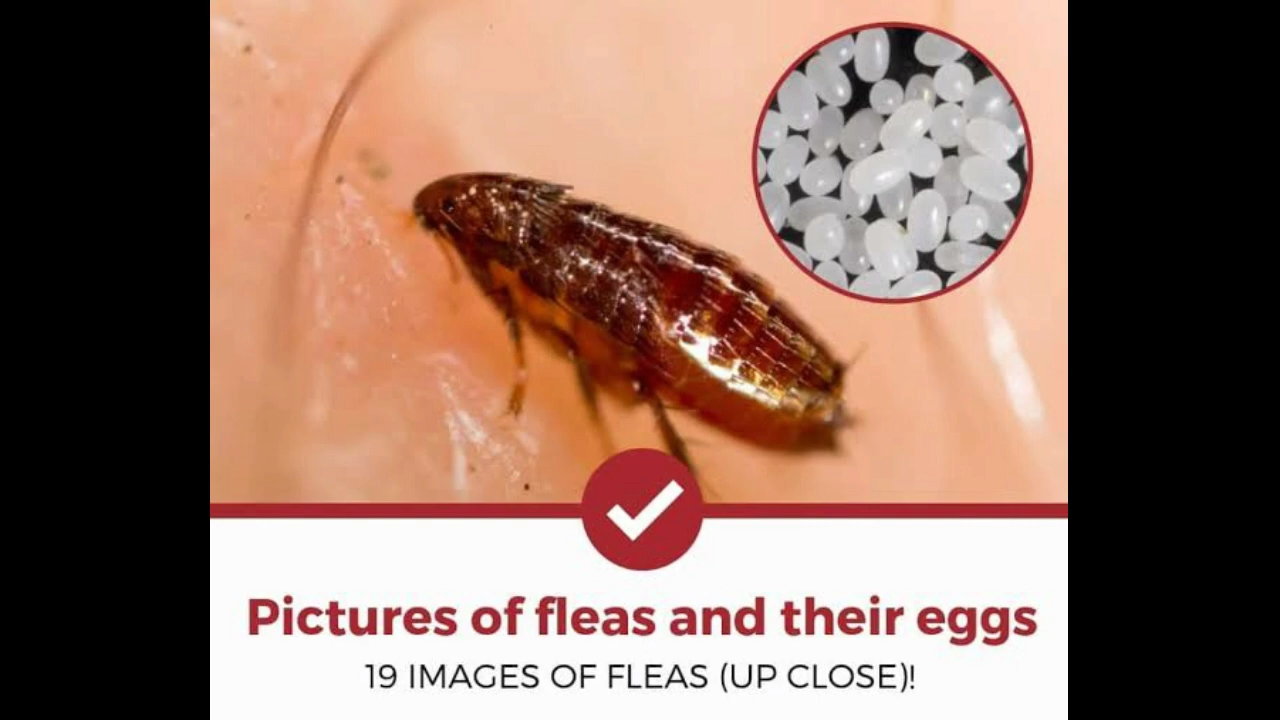 Pictures of fleas and their eggs
19 IMAGES OF FLEAS (UP CLOSE)!